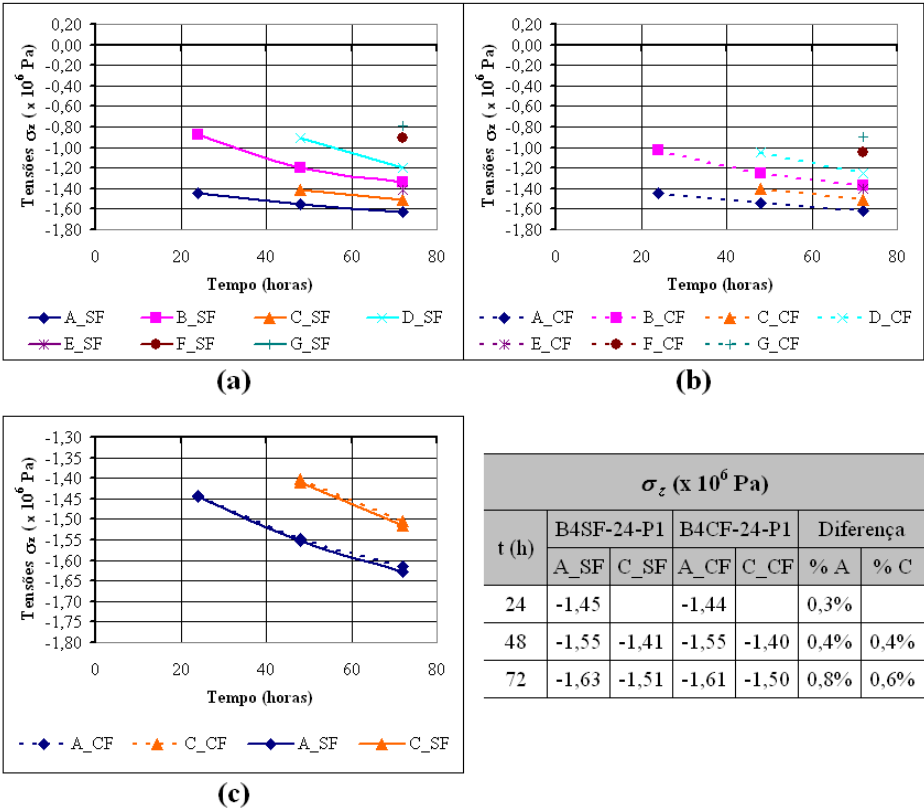 0,20
0,00
-0,20
-0,40
-0,60
-0,80
-1,00
-1,20
-1,40
-1,60
-1,80
Tensões σz ( x 10⁶ Pa)
0 20 40 60 80
Tempo (horas)
A_SF B_SF C_SF D_SF
E_SF F_SF G_SF
(a)
0,20
0,00
-0,20
-0,40
-0,60
-0,80
-1,00
-1,20
-1,40
-1,60
-1,80
Tensões σz ( x 10⁶ Pa)
0 20 40 60 80
Tempo (horas)
A_CF B_CF C_CF D_CF
E_CF F_CF G_CF
(b)
-1,30
-1,35
-1,40
-1,45
-1,50
-1,55
-1,60
-1,65
-1,70
-1,75
-1,80
Tensões σz ( x 10⁶ Pa)
0 20 40 60 80
Tempo (horas)
A_CF C_CF A_SF C_SF
(c)
σz (x 10⁶ Pa)
t (h) B4SF-24-P1 B4CF-24-P1 Diferença
A_SF C_SF A_CF C_CF % A % C
24 -1,45 -1,44 0,3%
48 -1,55 -1,41 -1,55 -1,40 0,4% 0,4%
72 -1,63 -1,51 -1,61 -1,50 0,8% 0,6%